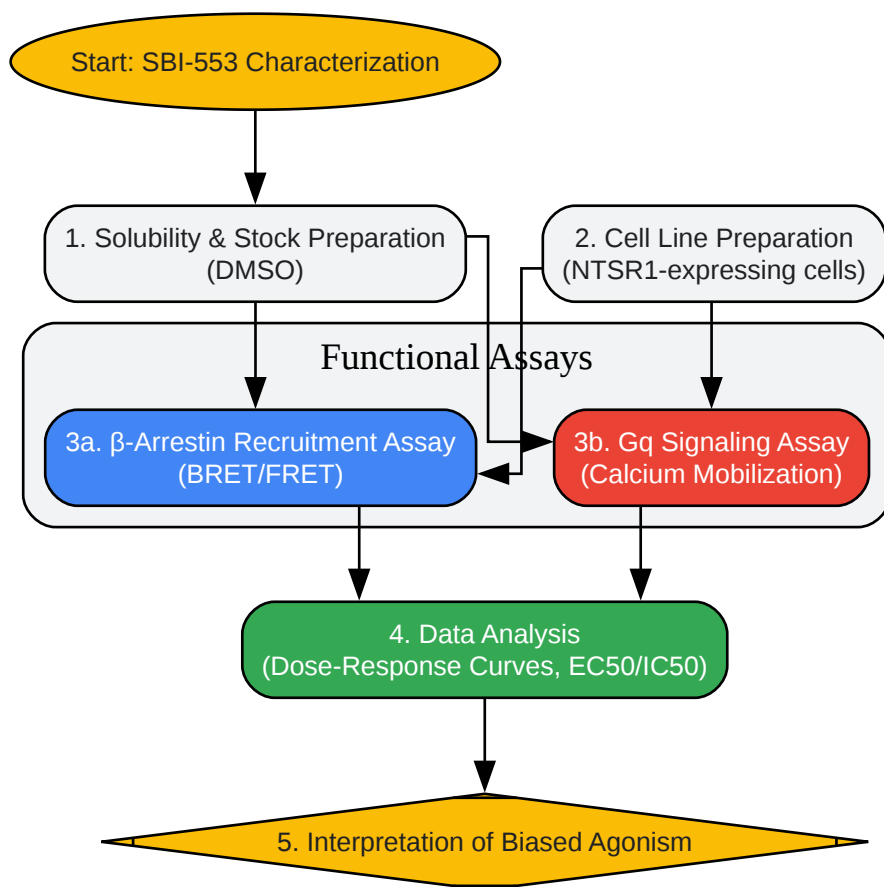 Start: SBI-553 Characterization
1. Solubility & Stock Preparation
(DMSO)
2. Cell Line Preparation
(NTSR1-expressing cells)
Functional Assays
3a. β-Arrestin Recruitment Assay
(BRET/FRET)
3b. Gq Signaling Assay
(Calcium Mobilization)
4. Data Analysis
(Dose-Response Curves, EC50/IC50)
5. Interpretation of Biased Agonism